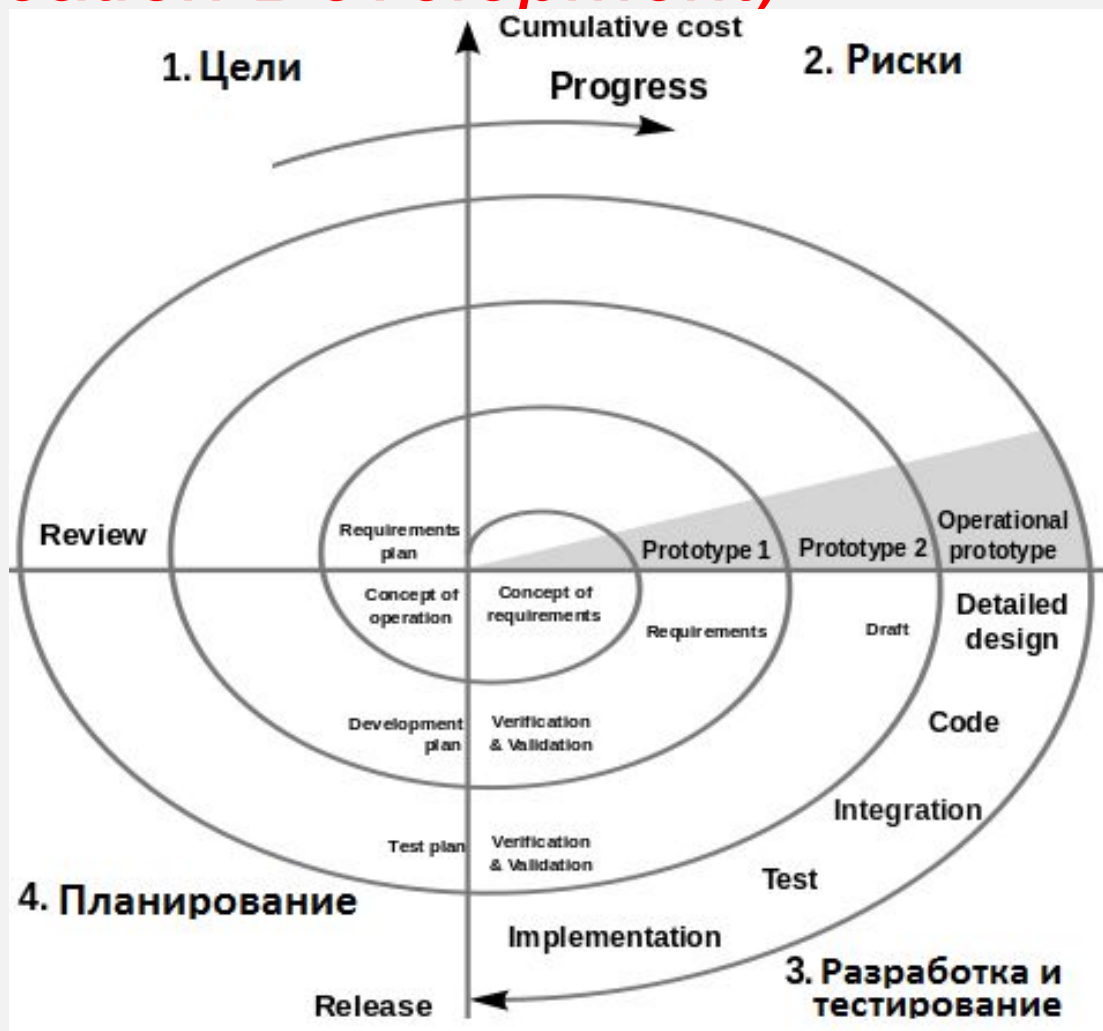 Cumulative cost
1. Цели
2. Риски
Progress
Review
Requirements
plan
Prototype 1
Prototype 2
Operational
prototype
Concept of
operation
Concept of
requirements
Requirements
Draft
Detailed
design
Development
plan
Verification
& Validation
Code
Integration
Test plan
Verification
& Validation
Test
4. Планирование
Implementation
3. Разработка и
тестирование
Release